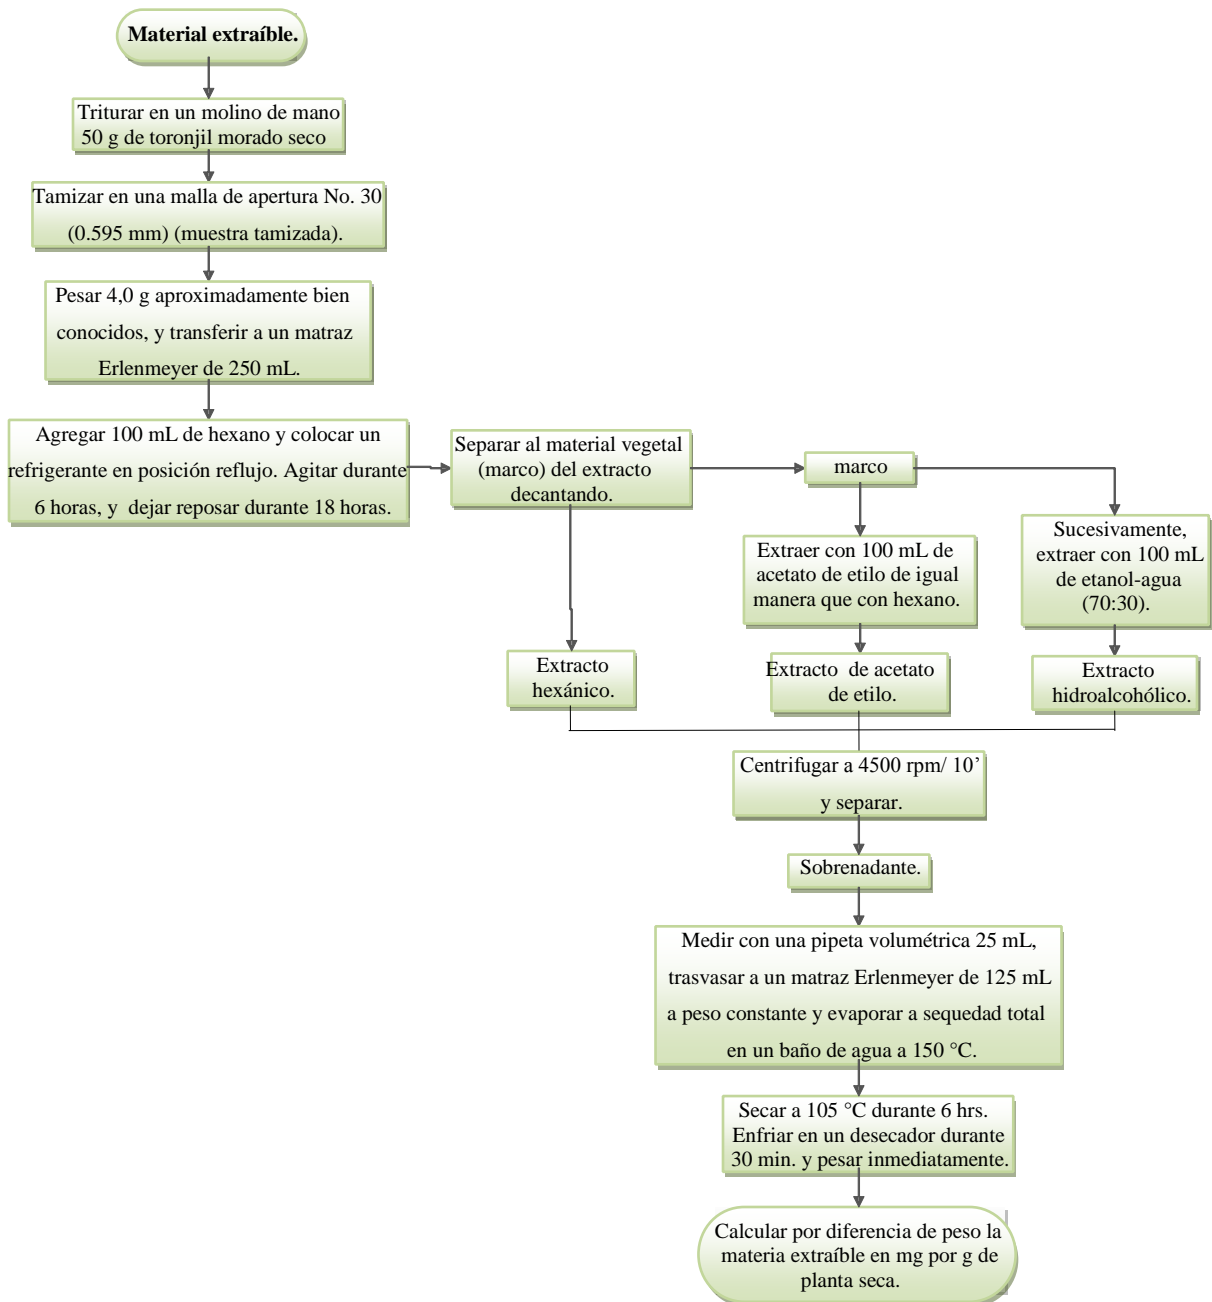 Material extraíble.
Triturar en un molino de mano
50 g de toronjil morado seco
Tamizar en una malla de apertura No. 30
(0.595 mm) (muestra tamizada).
Pesar 4,0 g aproximadamente bien
conocidos, y transferir a un matraz
Erlenmeyer de 250 mL.
Agregar 100 mL de hexano y colocar un
refrigerante en posición reflujo. Agitar durante
6 horas, y dejar reposar durante 18 horas.
Separar al material vegetal
(marco) del extracto
decantando.
marco
Extraer con 100 mL de
acetato de etilo de igual
manera que con hexano.
Sucesivamente,
extraer con 100 mL
de etanol-agua
(70:30).
Extracto
hexánico.
Extracto de acetato
de etilo.
Extracto
hidroalcohólico.
Centrifugar a 4500 rpm/ 10’
y separar.
Sobrenadante.
Medir con una pipeta volumétrica 25 mL,
trasvasar a un matraz Erlenmeyer de 125 mL
a peso constante y evaporar a sequedad total
en un baño de agua a 150 °C.
Secar a 105 °C durante 6 hrs.
Enfriar en un desecador durante
30 min. y pesar inmediatamente.
Calcular por diferencia de peso la
materia extraíble en mg por g de
planta seca.